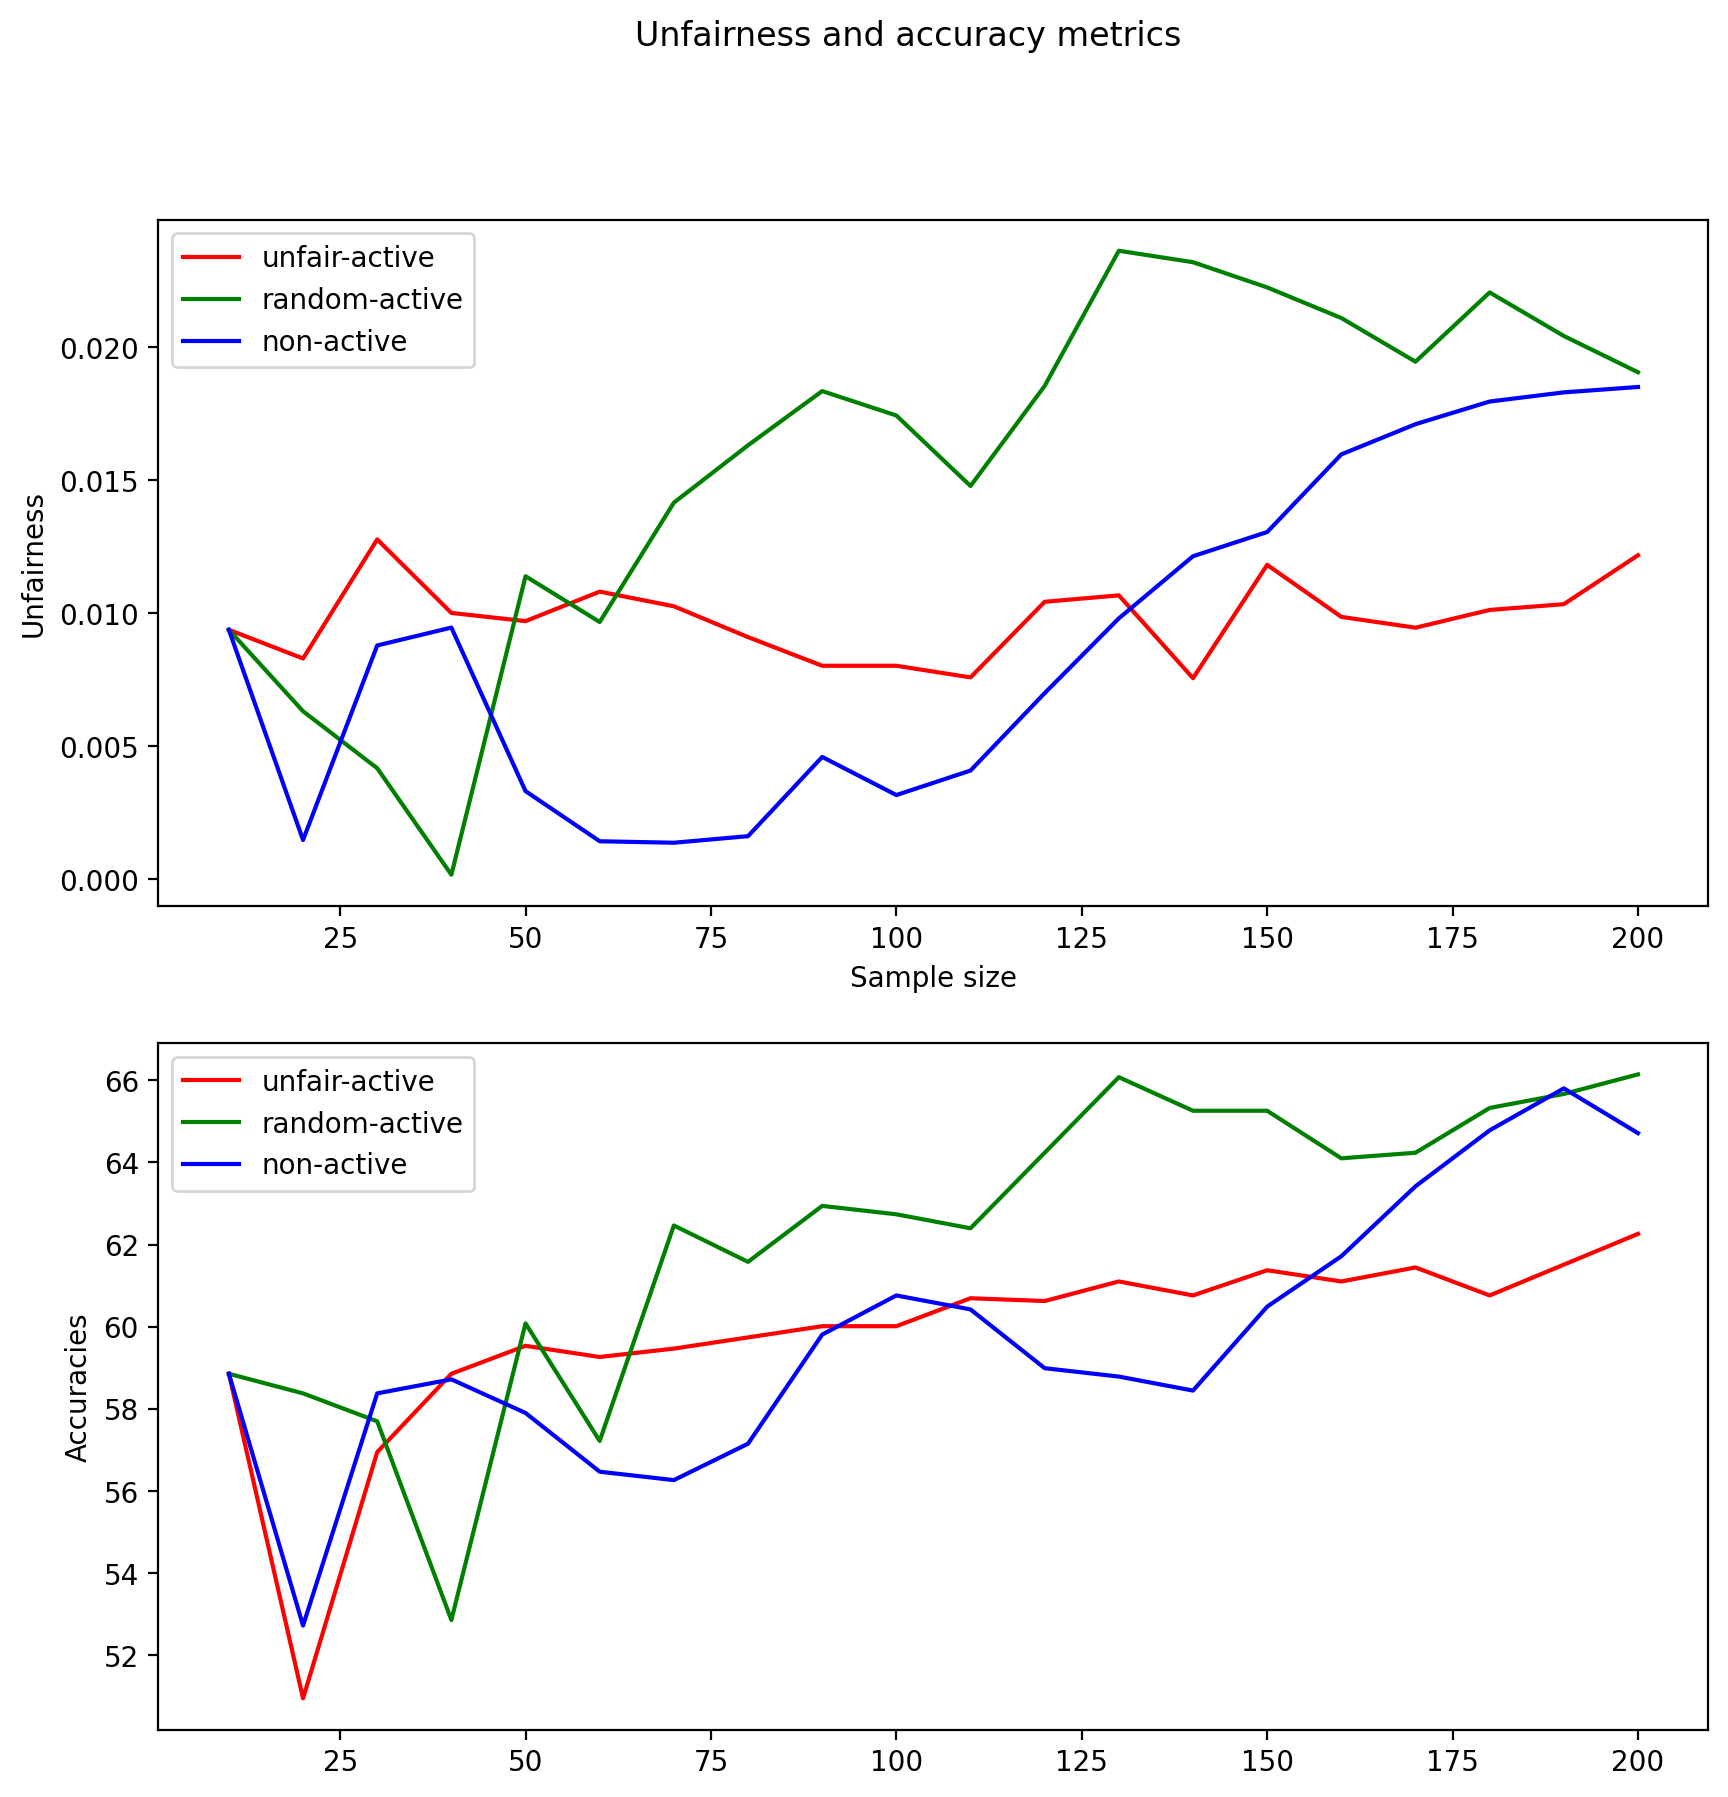 Unfairness and accuracy metrics
unfair-active
random-active
non-active
Unfairness
0.020
0.015
0.010
0.005
0.000
25 50 75 100 125 150 175 200
Sample size
unfair-active
random-active
non-active
Accuracies
66
64
62
60
58
56
54
52
25 50 75 100 125 150 175 200